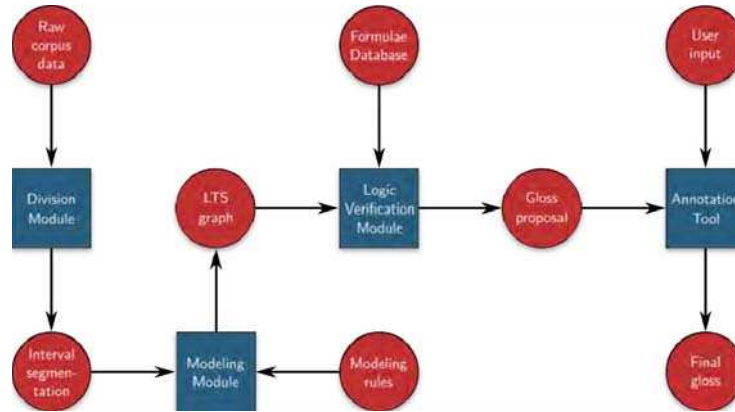 Raw
corpus
data
Formulae
Database
User
input
Division
Module
LTS
graph
Logic
Verification
Module
Gloss
proposal
Annotation
Tool
Interval
segmen-
tation
Modeling
Module
Modeling
rules
Final
gloss